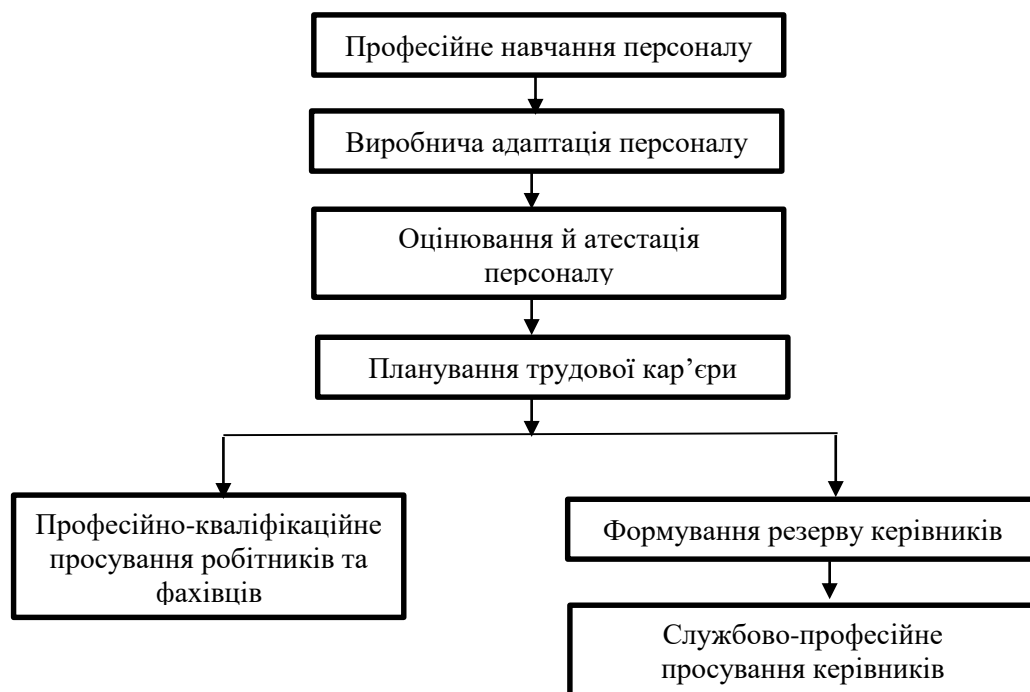 Професійне навчання персоналу
Виробнича адаптація персоналу
Оцінювання й атестація
персоналу
Планування трудової кар’єри
Професійно-кваліфікаційне
просування робітників та
фахівців
Формування резерву керівників
Службово-професійне
просування керівників